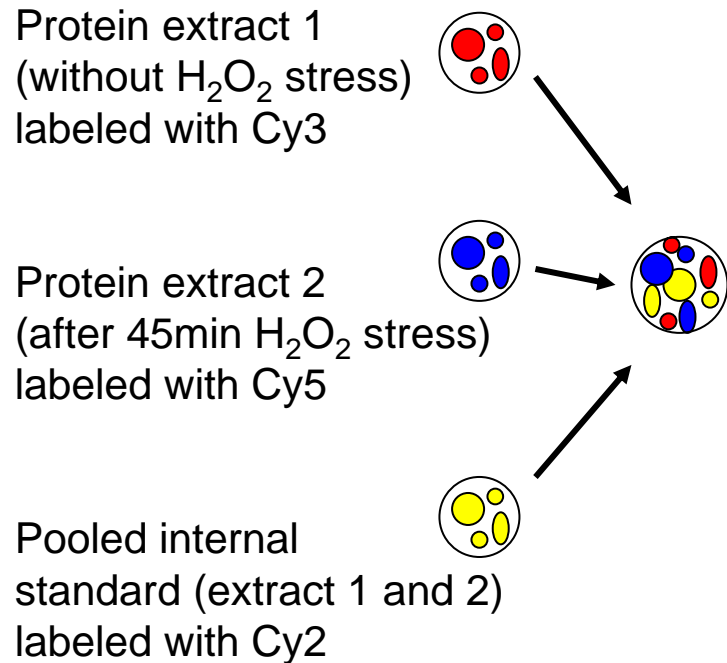 Protein extract 1
(without H₂O₂ stress)
labeled with Cy3
Protein extract 2
(after 45min H₂O₂ stress)
labeled with Cy5
Pooled internal
standard (extract 1 and 2)
labeled with Cy2